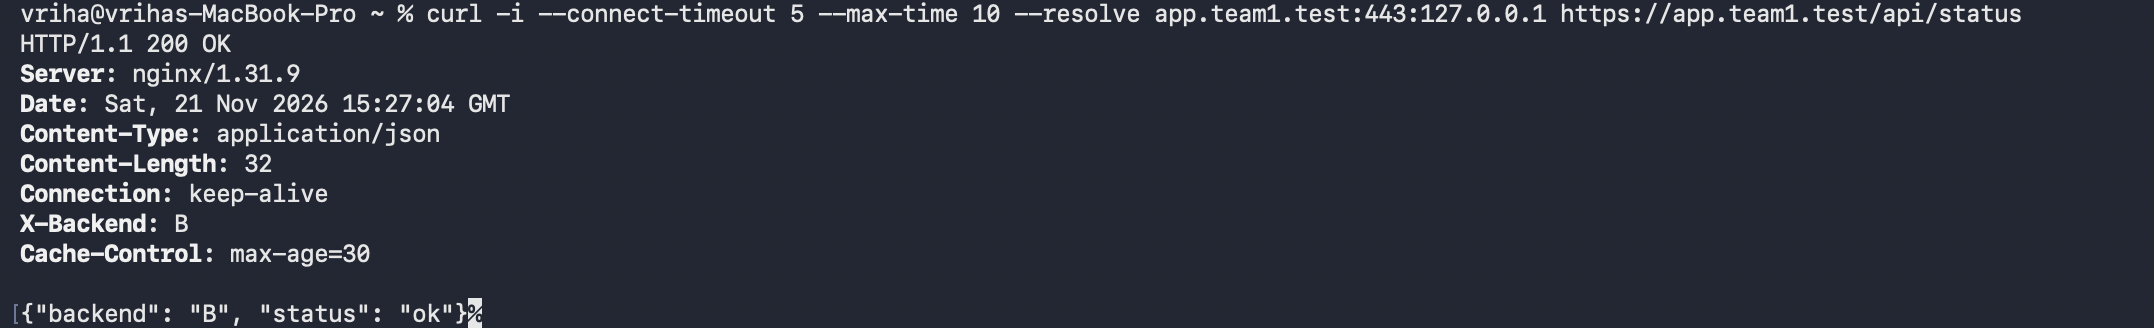 vriha@vrihas-MacBook-Pro ~ % curl -i --connect-timeout 5 --max-time 10 --resolve app.team1.test:443:127.0.0.1 https://app.team1.test/api/status
HTTP/1.1 200 OK
Server: nginx/1.31.9
Date: Sat, 21 Nov 2026 15:27:04 GMT
Content-Type: application/json
Content-Length: 32
Connection: keep-alive
X-Backend: B
Cache-Control: max-age=30

[{"backend": "B", "status": "ok"}%